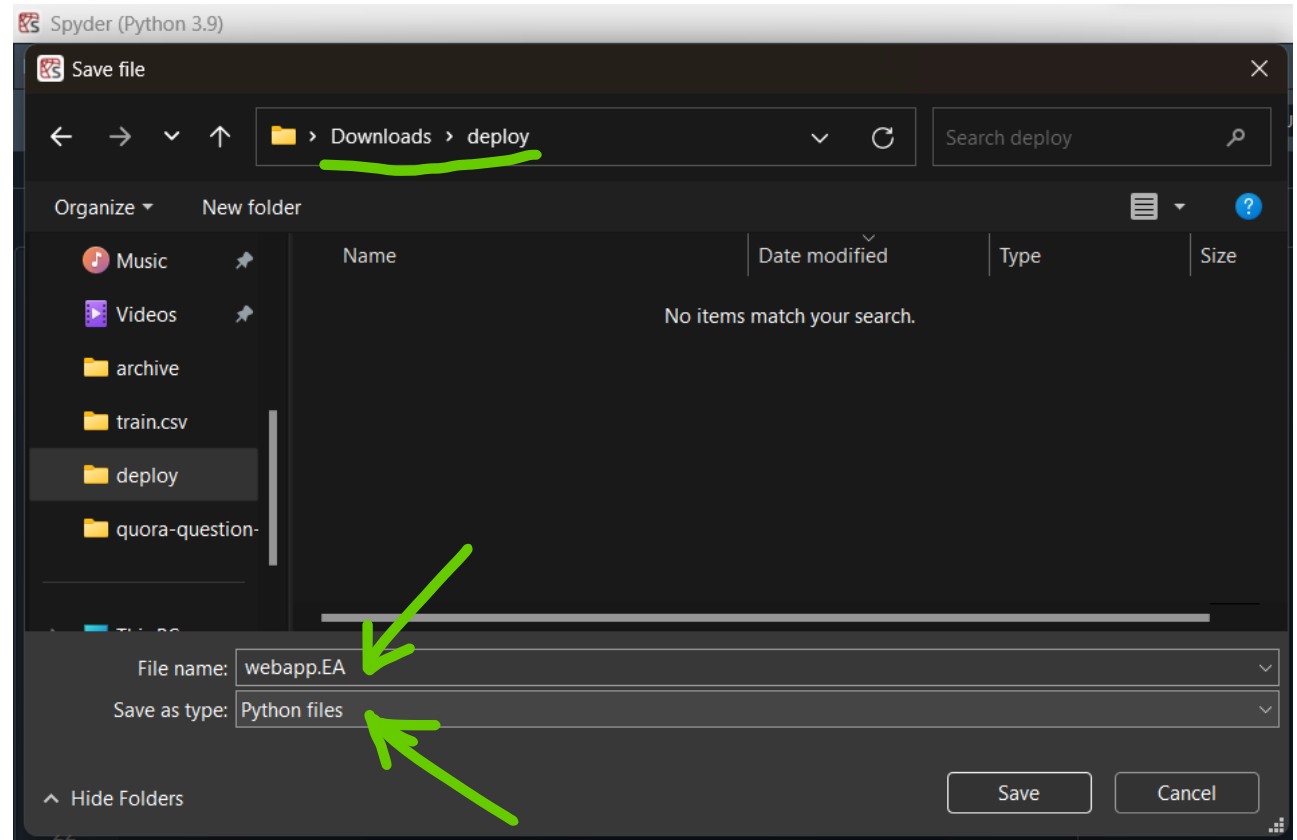 Spyder (Python 3.9)
Save file
Downloads > deploy
Search deploy
Organize
New folder
Name
Date modified
Type
Size
Music
Videos
archive
train.csv
deploy
quora-question-
No items match your search.
File name: webapp.EA
Save as type: Python files
Hide Folders
Save
Cancel